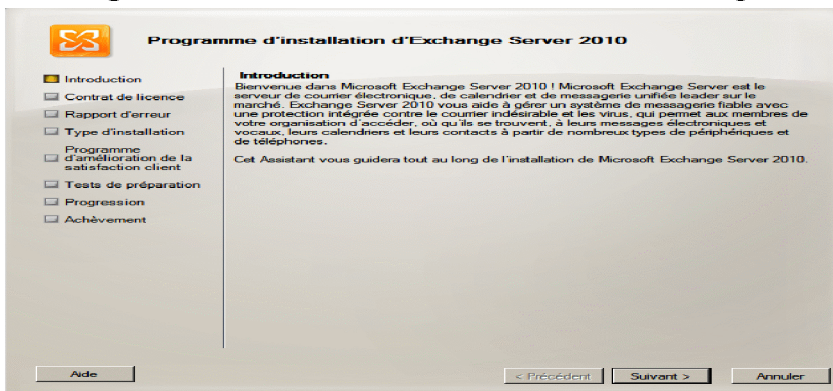 Programme d'installation d'Exchange Server 2010
Introduction
Contrat de licence
Rapport d'erreur
Type d'installation
Programme
d'amélioration de la
satisfaction client
Tests de préparation
Progression
Achèvement
Introduction
Bienvenue dans Microsoft Exchange Server 2010 ! Microsoft Exchange Server est le
serveur de courrier électronique, de calendrier et de messagerie unifiée leader sur le
marché. Exchange Server 2010 vous aide à gérer un système de messagerie fiable avec
une protection intégrée contre le courrier indésirable et les virus, qui permet aux membres de
votre organisation d'accéder, où qu'ils se trouvent, à leurs messages électroniques et
vocaux, leurs calendriers et leurs contacts à partir de nombreux types de périphériques et
de téléphones.
Cet Assistant vous guidera tout au long de l'installation de Microsoft Exchange Server 2010.
Aide
< Précédent
Suivant >
Annuler